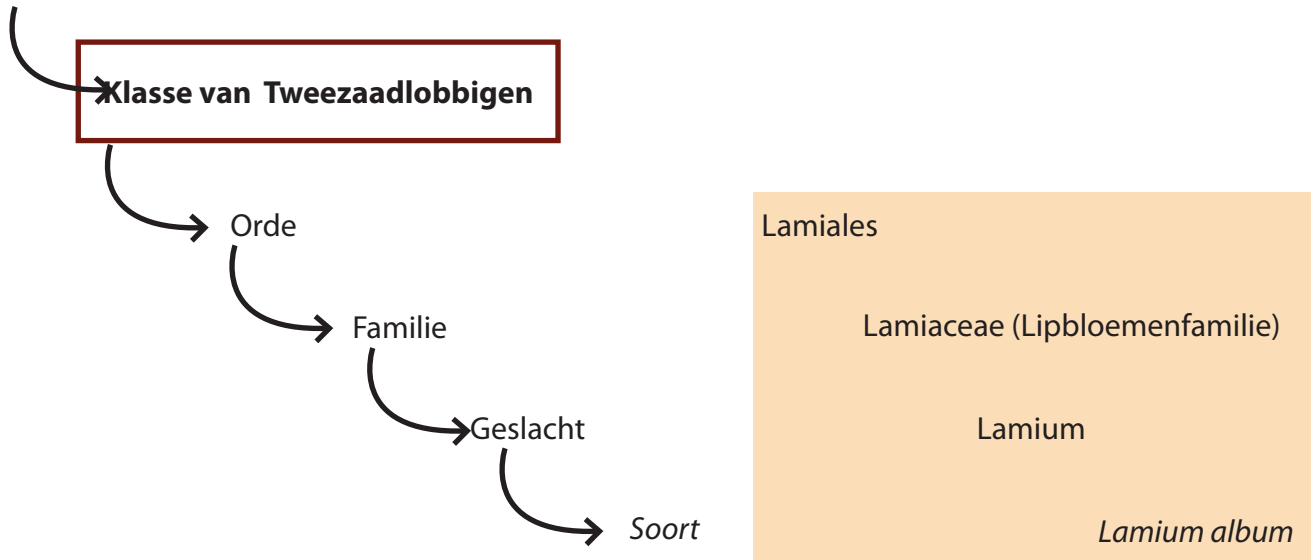 Klasse van Tweezaadlobbigen
Orde Lamiales
Familie Lamiaceae (Lipbloemenfamilie)
Geslacht Lamium
Soort Lamium album